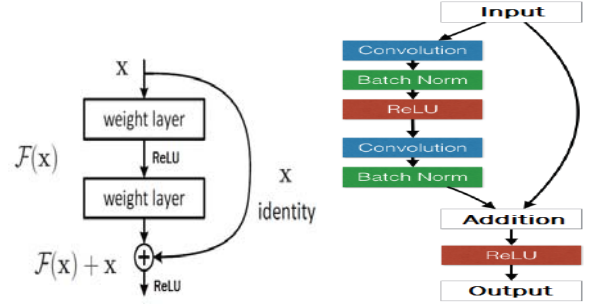 x
weight layer
F(x)
ReLU
weight layer
x
identity
F(x) + x
+
ReLU
Input
Convolution
Batch Norm
ReLU
Convolution
Batch Norm
Addition
ReLU
Output